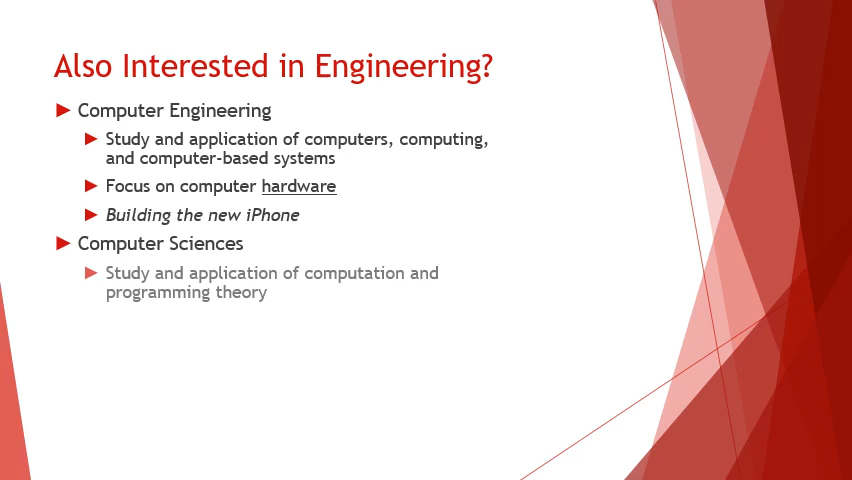 Also Interested in Engineering?
Computer Engineering
Study and application of computers, computing,
and computer-based systems
Focus on computer hardware
Building the new iPhone
Computer Sciences
Study and application of computation and
programming theory